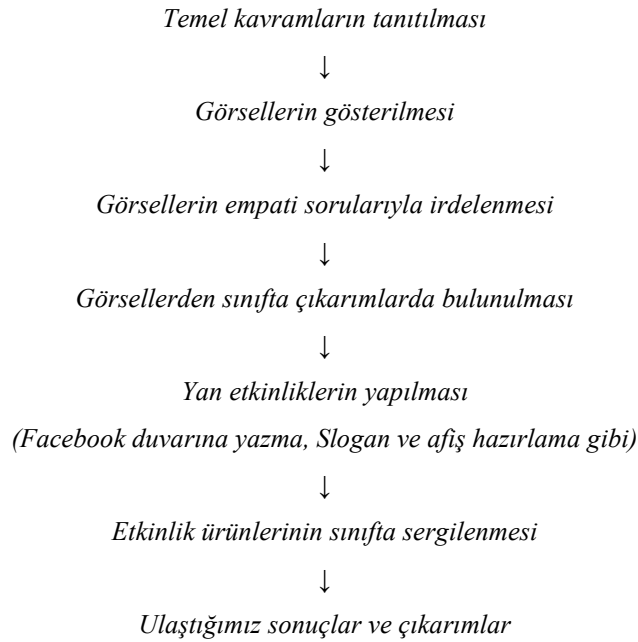 Temel kavramların tanıtılması
↓
Görsellerin gösterilmesi
↓
Görsellerin empati sorularıyla irdelenmesi
↓
Görsellerden sınıfta çıkarımlarda bulunulması
↓
Yan etkinliklerin yapılması
(Facebook duvarına yazma, Slogan ve afiş hazırlama gibi)
↓
Etkinlik ürünlerinin sınıfta sergilenmesi
↓
Ulaştığımız sonuçlar ve çıkarımlar